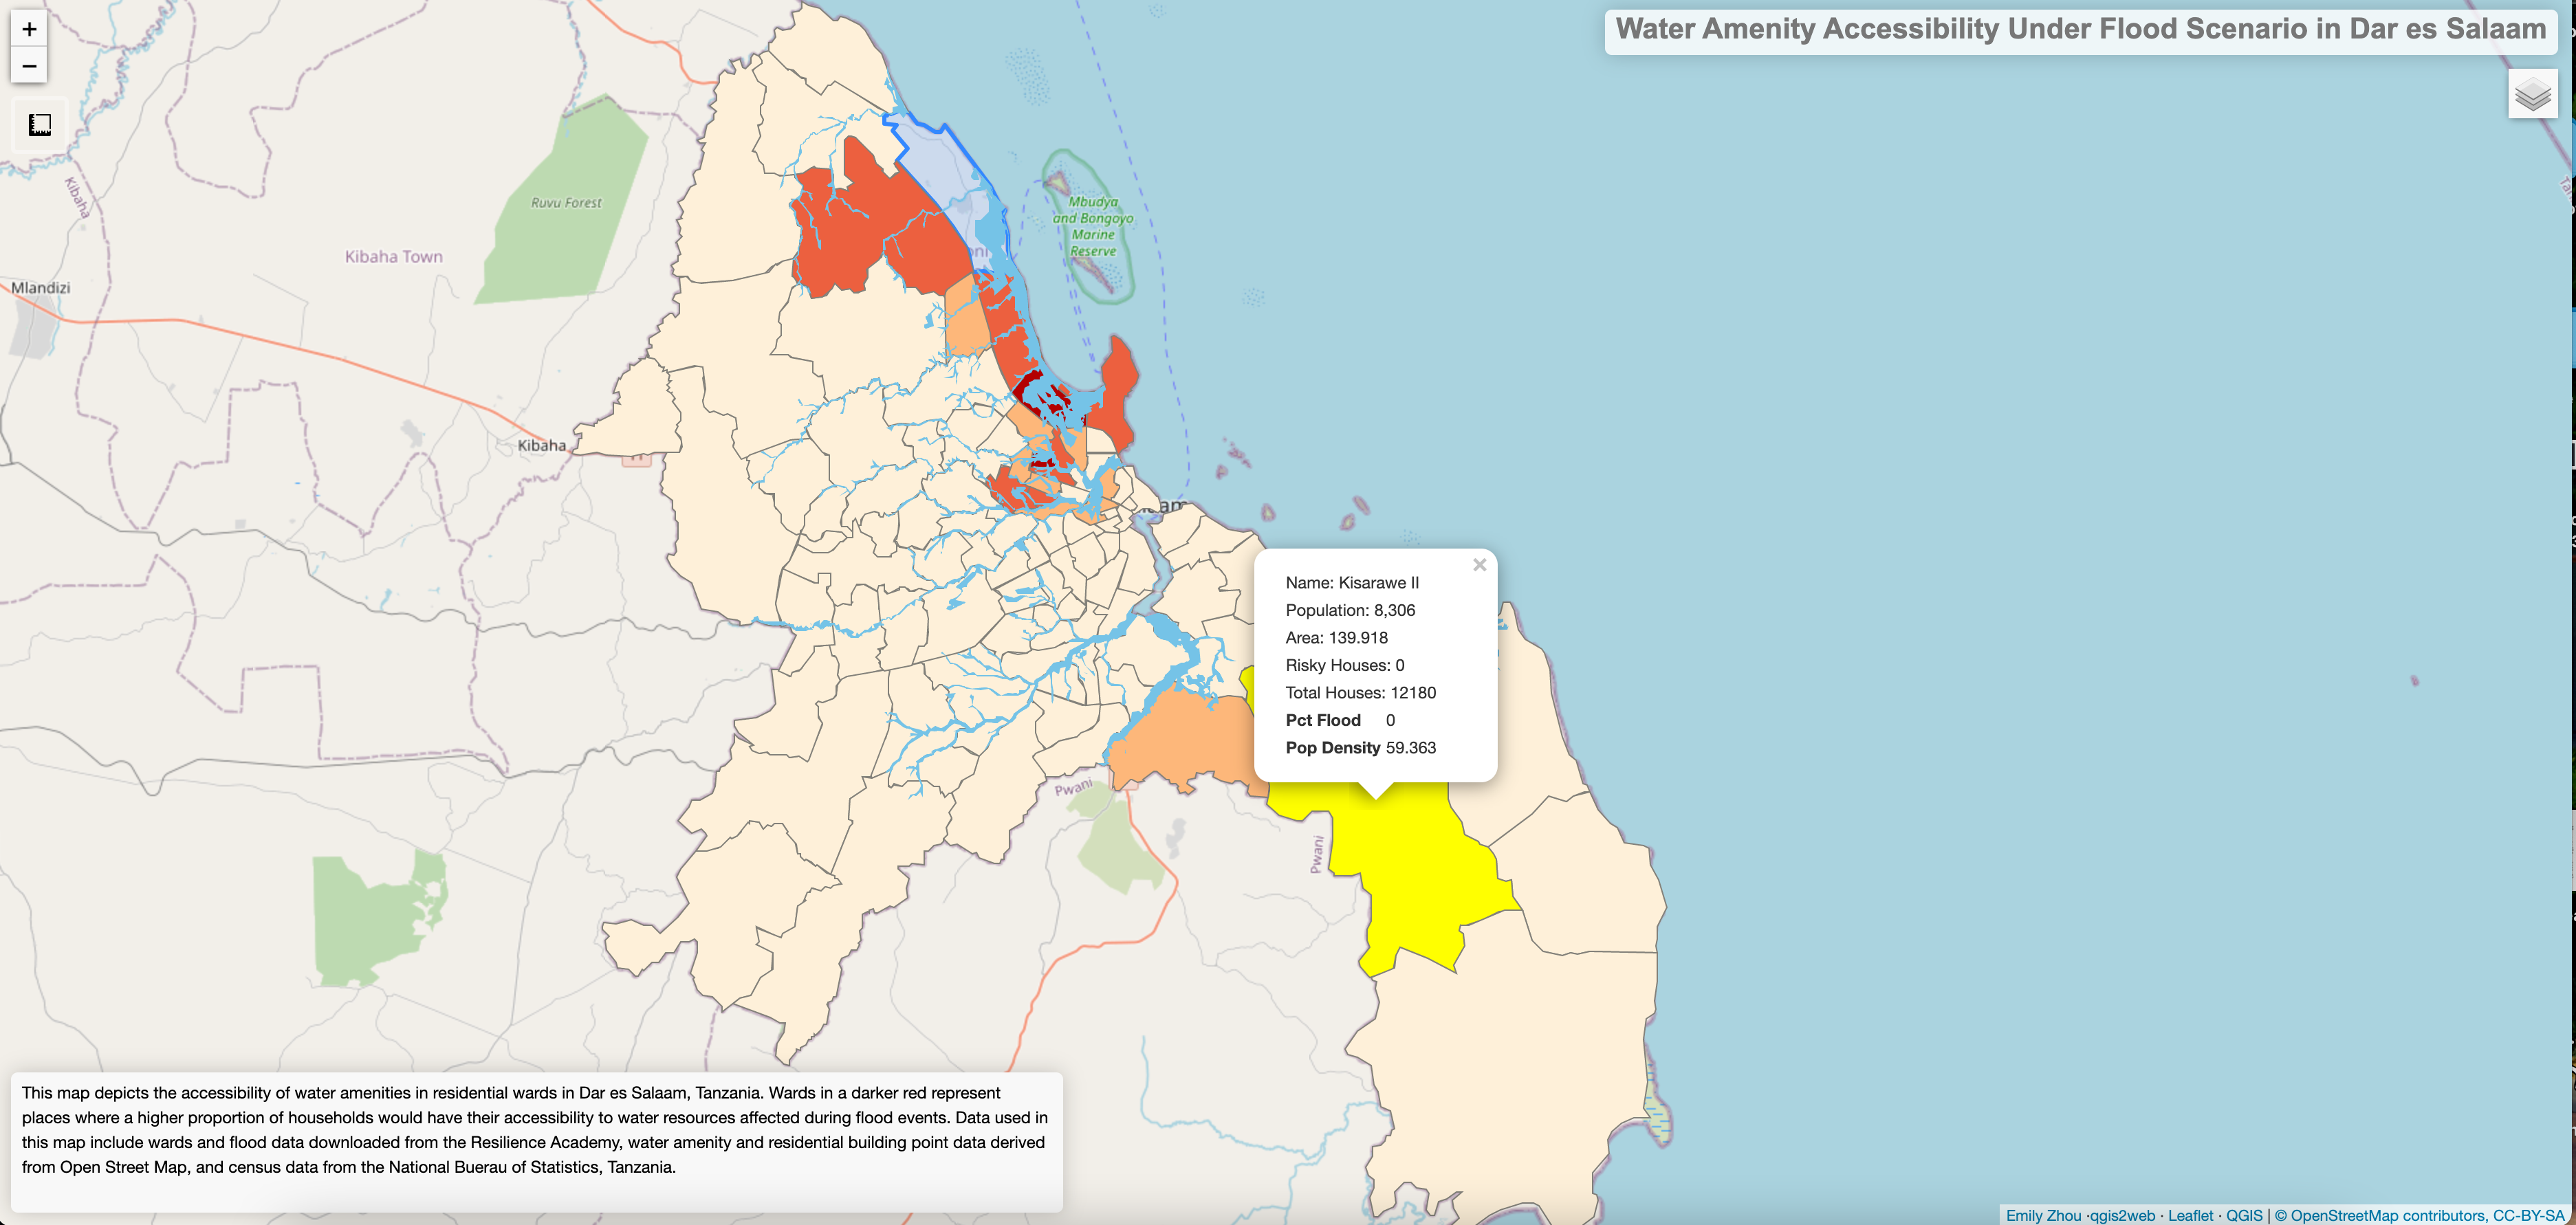 +
−
Water Amenity Accessibility Under Flood Scenario in Dar es Salaam
Kibaha
Ruvu Forest
Mbudya
and Bongoyo
Marine
Reserve
Kibaha Town
Mlandizi
Kibaha
Name: Kisarawe II
Population: 8,306
Area: 139.918
Risky Houses: 0
Total Houses: 12180
Pct Flood 0
Pop Density 59.363
Pwani
Pwani
This map depicts the accessibility of water amenities in residential wards in Dar es Salaam, Tanzania. Wards in a darker red represent
places where a higher proportion of households would have their accessibility to water resources affected during flood events. Data used in
this map include wards and flood data downloaded from the Resilience Academy, water amenity and residential building point data derived
from Open Street Map, and census data from the National Buerau of Statistics, Tanzania.
Emily Zhou ·qgis2web · Leaflet · QGIS | © OpenStreetMap contributors, CC-BY-SA